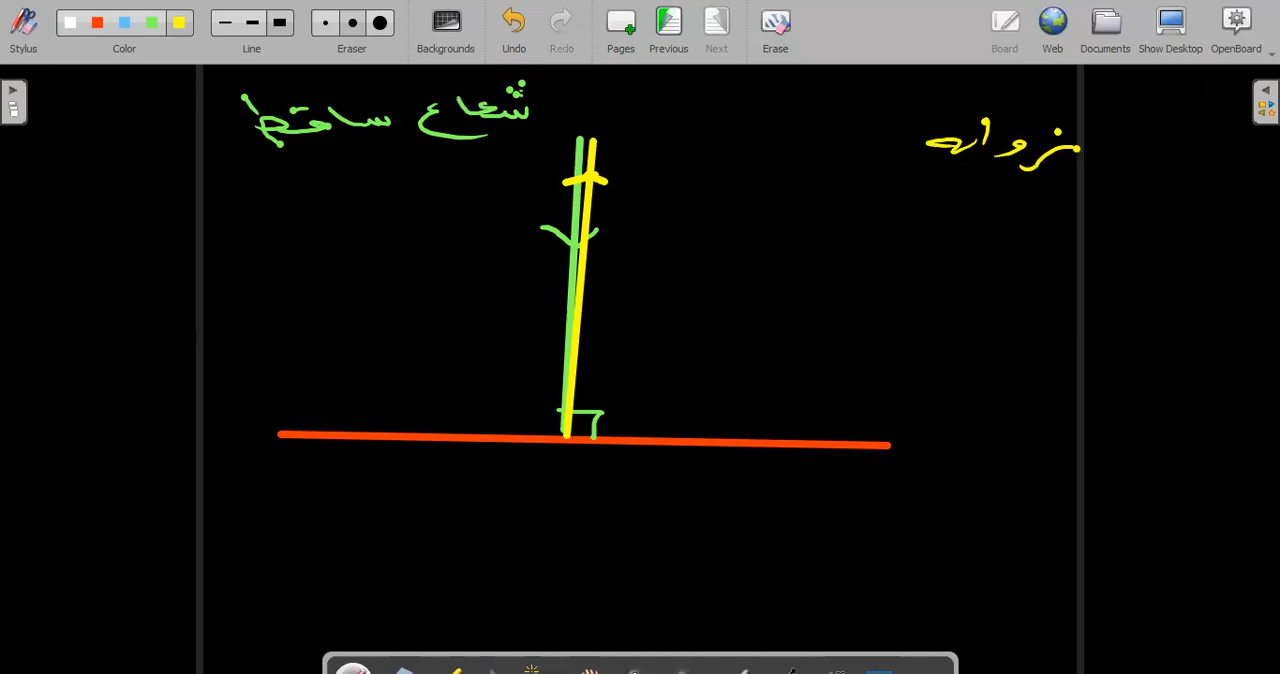 Stylus Color Line Eraser Backgrounds Undo Redo Pages Previous Next Erase Board Web Documents Show Desktop OpenBoard
شعاع ساقط